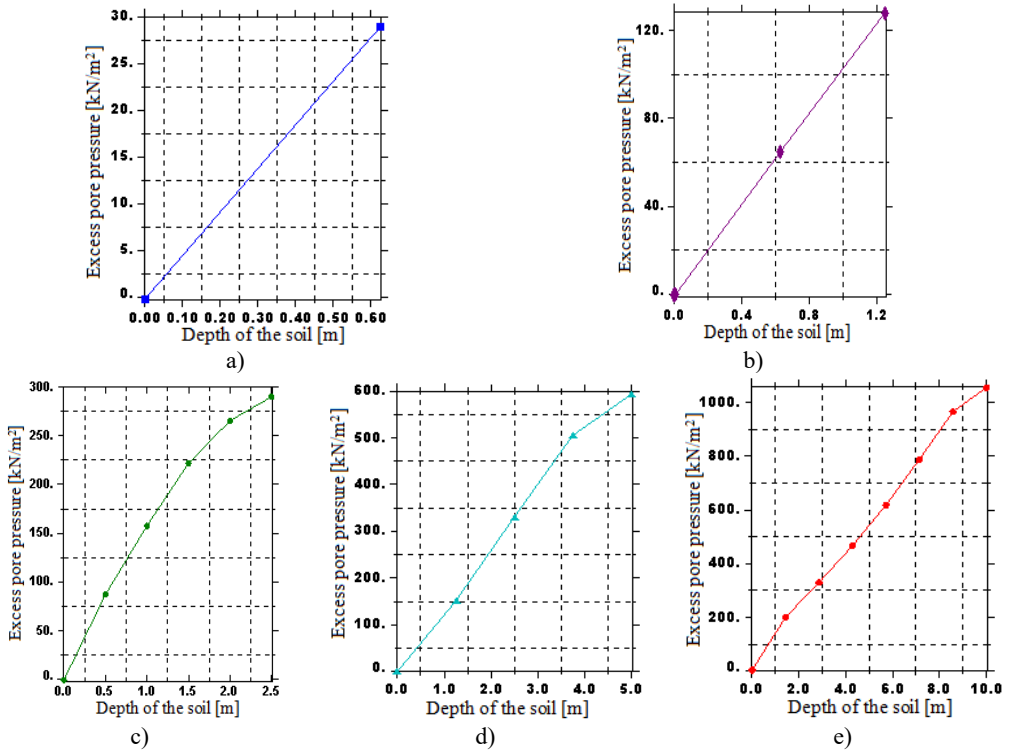 30.
25.
20.
15.
10.
5.
0.
Excess pore pressure [kN/m²]
0.00 0.10 0.20 0.30 0.40 0.50 0.60
Depth of the soil [m]
a)
120.
80.
40.
0.
Excess pore pressure [kN/m²]
0.0 0.4 0.8 1.2
Depth of the soil [m]
b)
300.
250.
200.
150.
100.
50.
0.
Excess pore pressure [kN/m²]
0.0 0.5 1.0 1.5 2.0 2.5
Depth of the soil [m]
c)
600.
500.
400.
300.
200.
100.
0.
Excess pore pressure [kN/m²]
0.0 1.0 2.0 3.0 4.0 5.0
Depth of the soil [m]
d)
1000.
800.
600.
400.
200.
0.
Excess pore pressure [kN/m²]
0.0 2.0 4.0 6.0 8.0 10.0
Depth of the soil [m]
e)